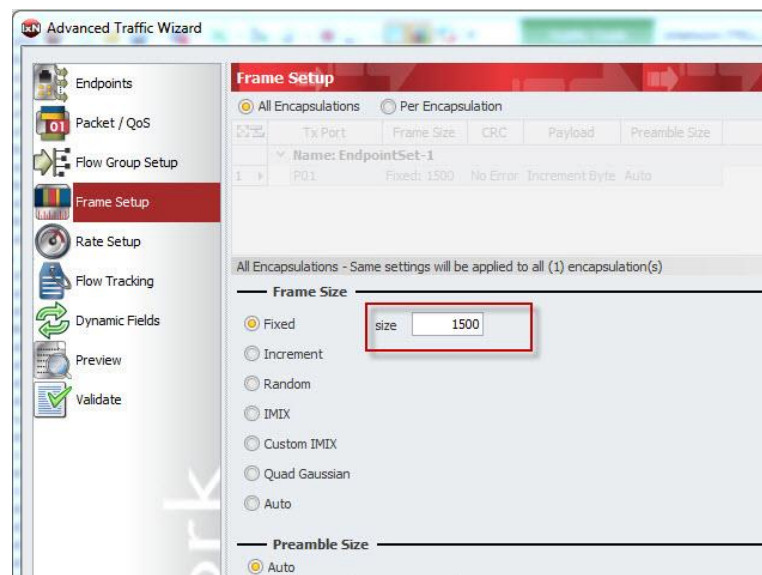 IxN Advanced Traffic Wizard
Endpoints
Packet / QoS
Flow Group Setup
Frame Setup
Rate Setup
Flow Tracking
Dynamic Fields
Preview
Validate
Frame Setup
All Encapsulations Per Encapsulation
Tx Port Frame Size CRC Payload Preamble Size
Name: EndpointSet-1
1 P01 Fixed: 1500 No Error Increment Byte Auto
All Encapsulations - Same settings will be applied to all (1) encapsulation(s)
Frame Size
Fixed size 1500
Increment
Random
IMIX
Custom IMIX
Quad Gaussian
Auto
Preamble Size
Auto